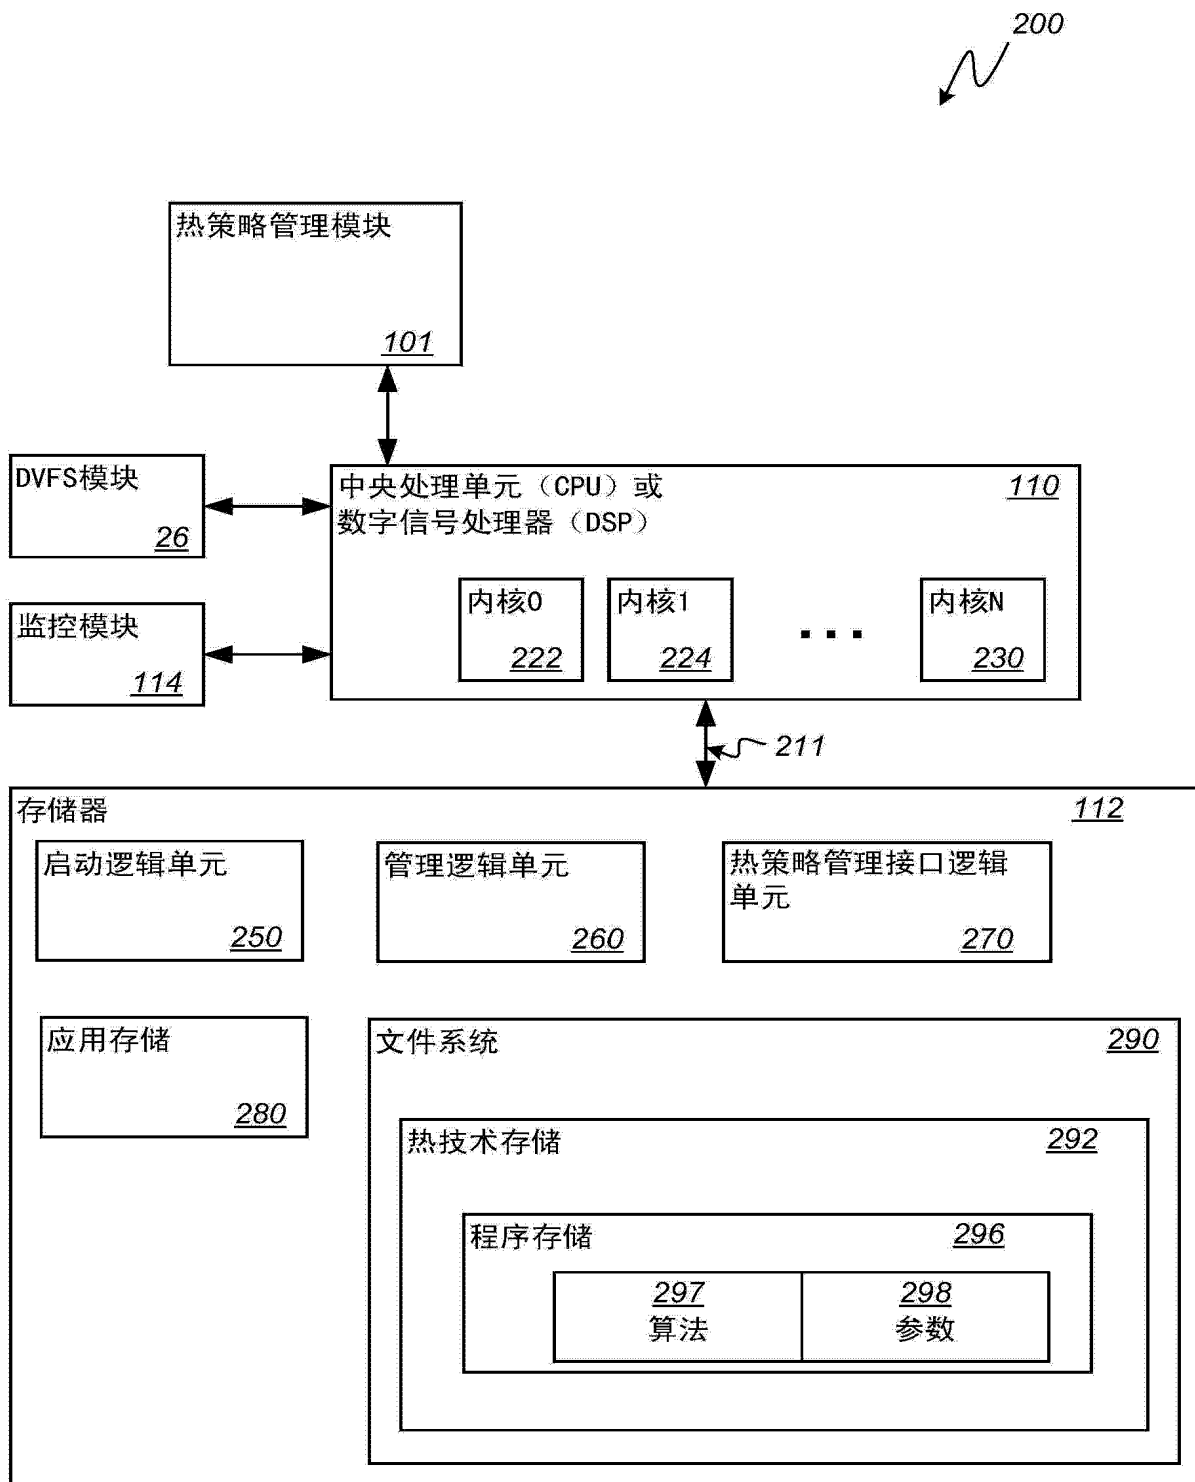 200
热策略管理模块
101
DVFS模块
26
中央处理单元（CPU）或
数字信号处理器（DSP）
110
监控模块
114
内核0
222
内核1
224
...
内核N
230
211
存储器
112
启动逻辑单元
250
管理逻辑单元
260
热策略管理接口逻辑
单元
270
应用存储
280
文件系统
290
热技术存储
292
程序存储
296
297
算法
298
参数